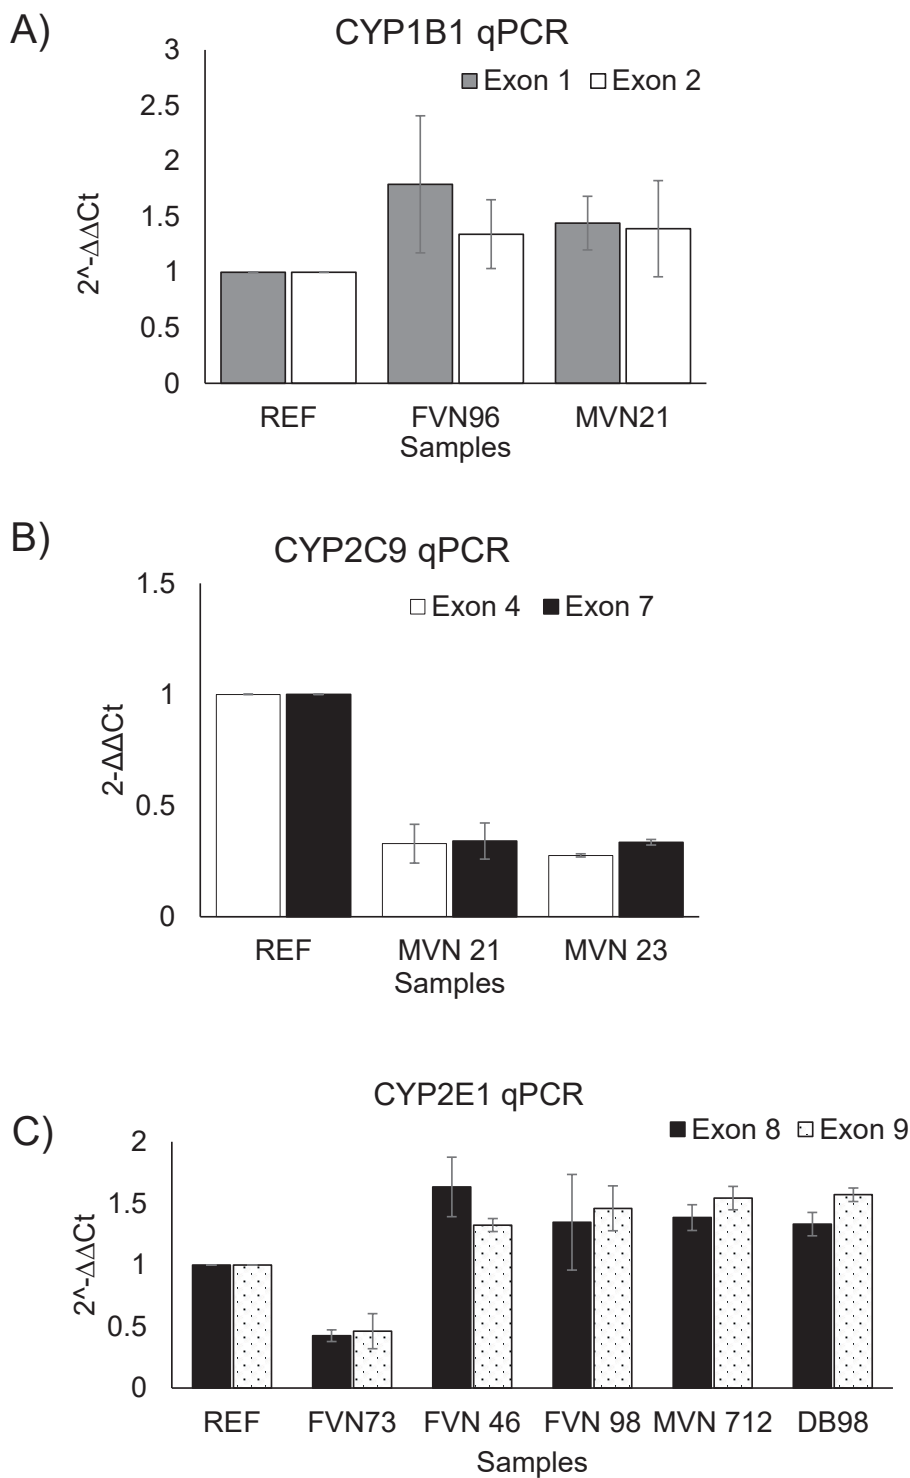 A)
CYP1B1 qPCR
Exon 1 Exon 2
3
2.5
2
1.5
1
0.5
0
2^-ΔΔCt
REF FVN96 MVN21
Samples
B)
CYP2C9 qPCR
Exon 4 Exon 7
1.5
1
0.5
0
2-ΔΔCt
REF MVN 21 MVN 23
Samples
C)
CYP2E1 qPCR
Exon 8 Exon 9
2
1.5
1
0.5
0
2^-ΔΔCt
REF FVN73 FVN 46 FVN 98 MVN 712 DB98
Samples